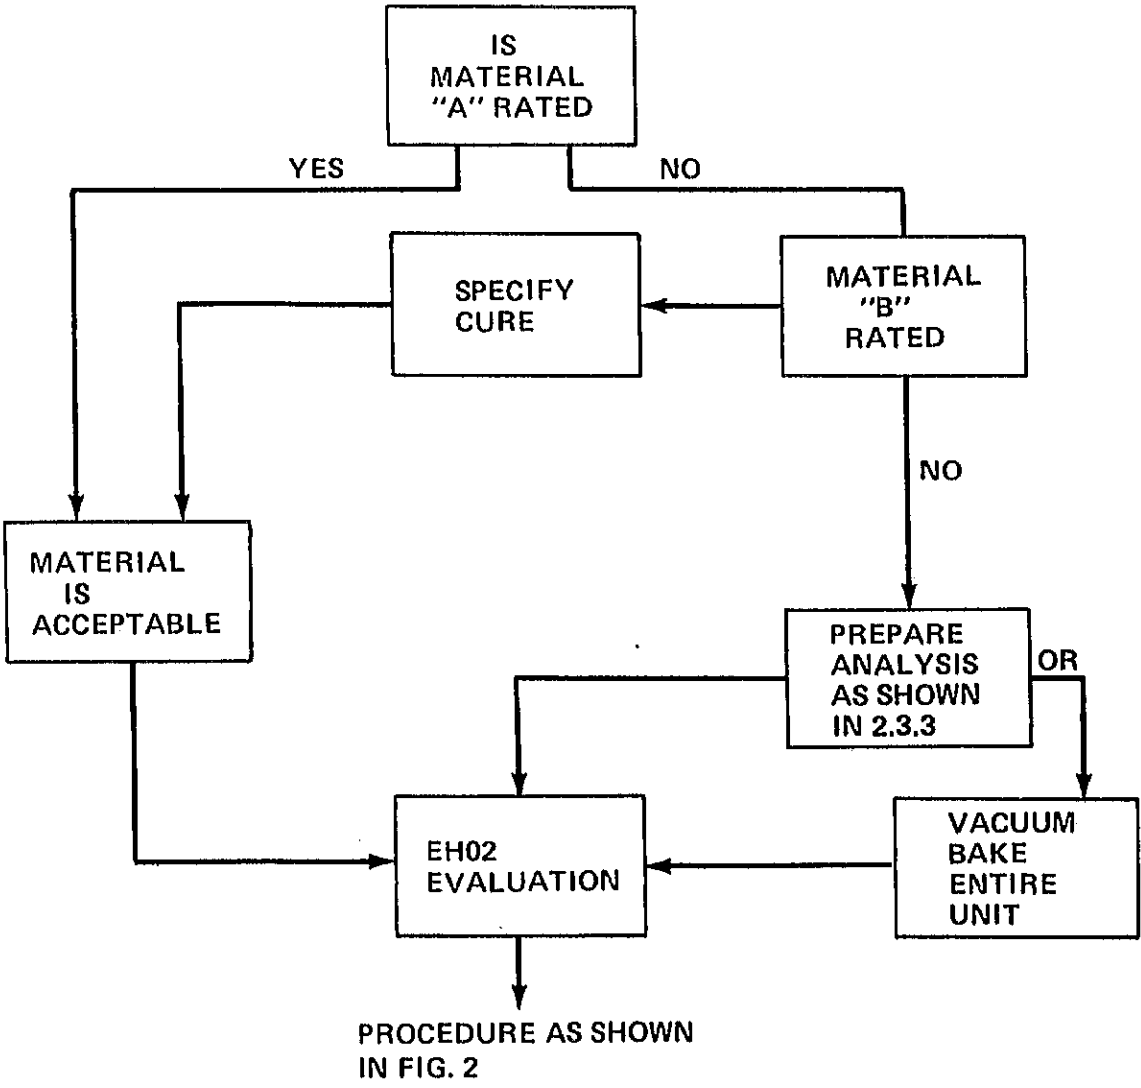 IS
MATERIAL
"A" RATED
YES
NO
SPECIFY
CURE
MATERIAL
"B"
RATED
NO
MATERIAL
IS
ACCEPTABLE
PREPARE
ANALYSIS
AS SHOWN
IN 2.3.3
OR
EH02
EVALUATION
VACUUM
BAKE
ENTIRE
UNIT
PROCEDURE AS SHOWN
IN FIG. 2